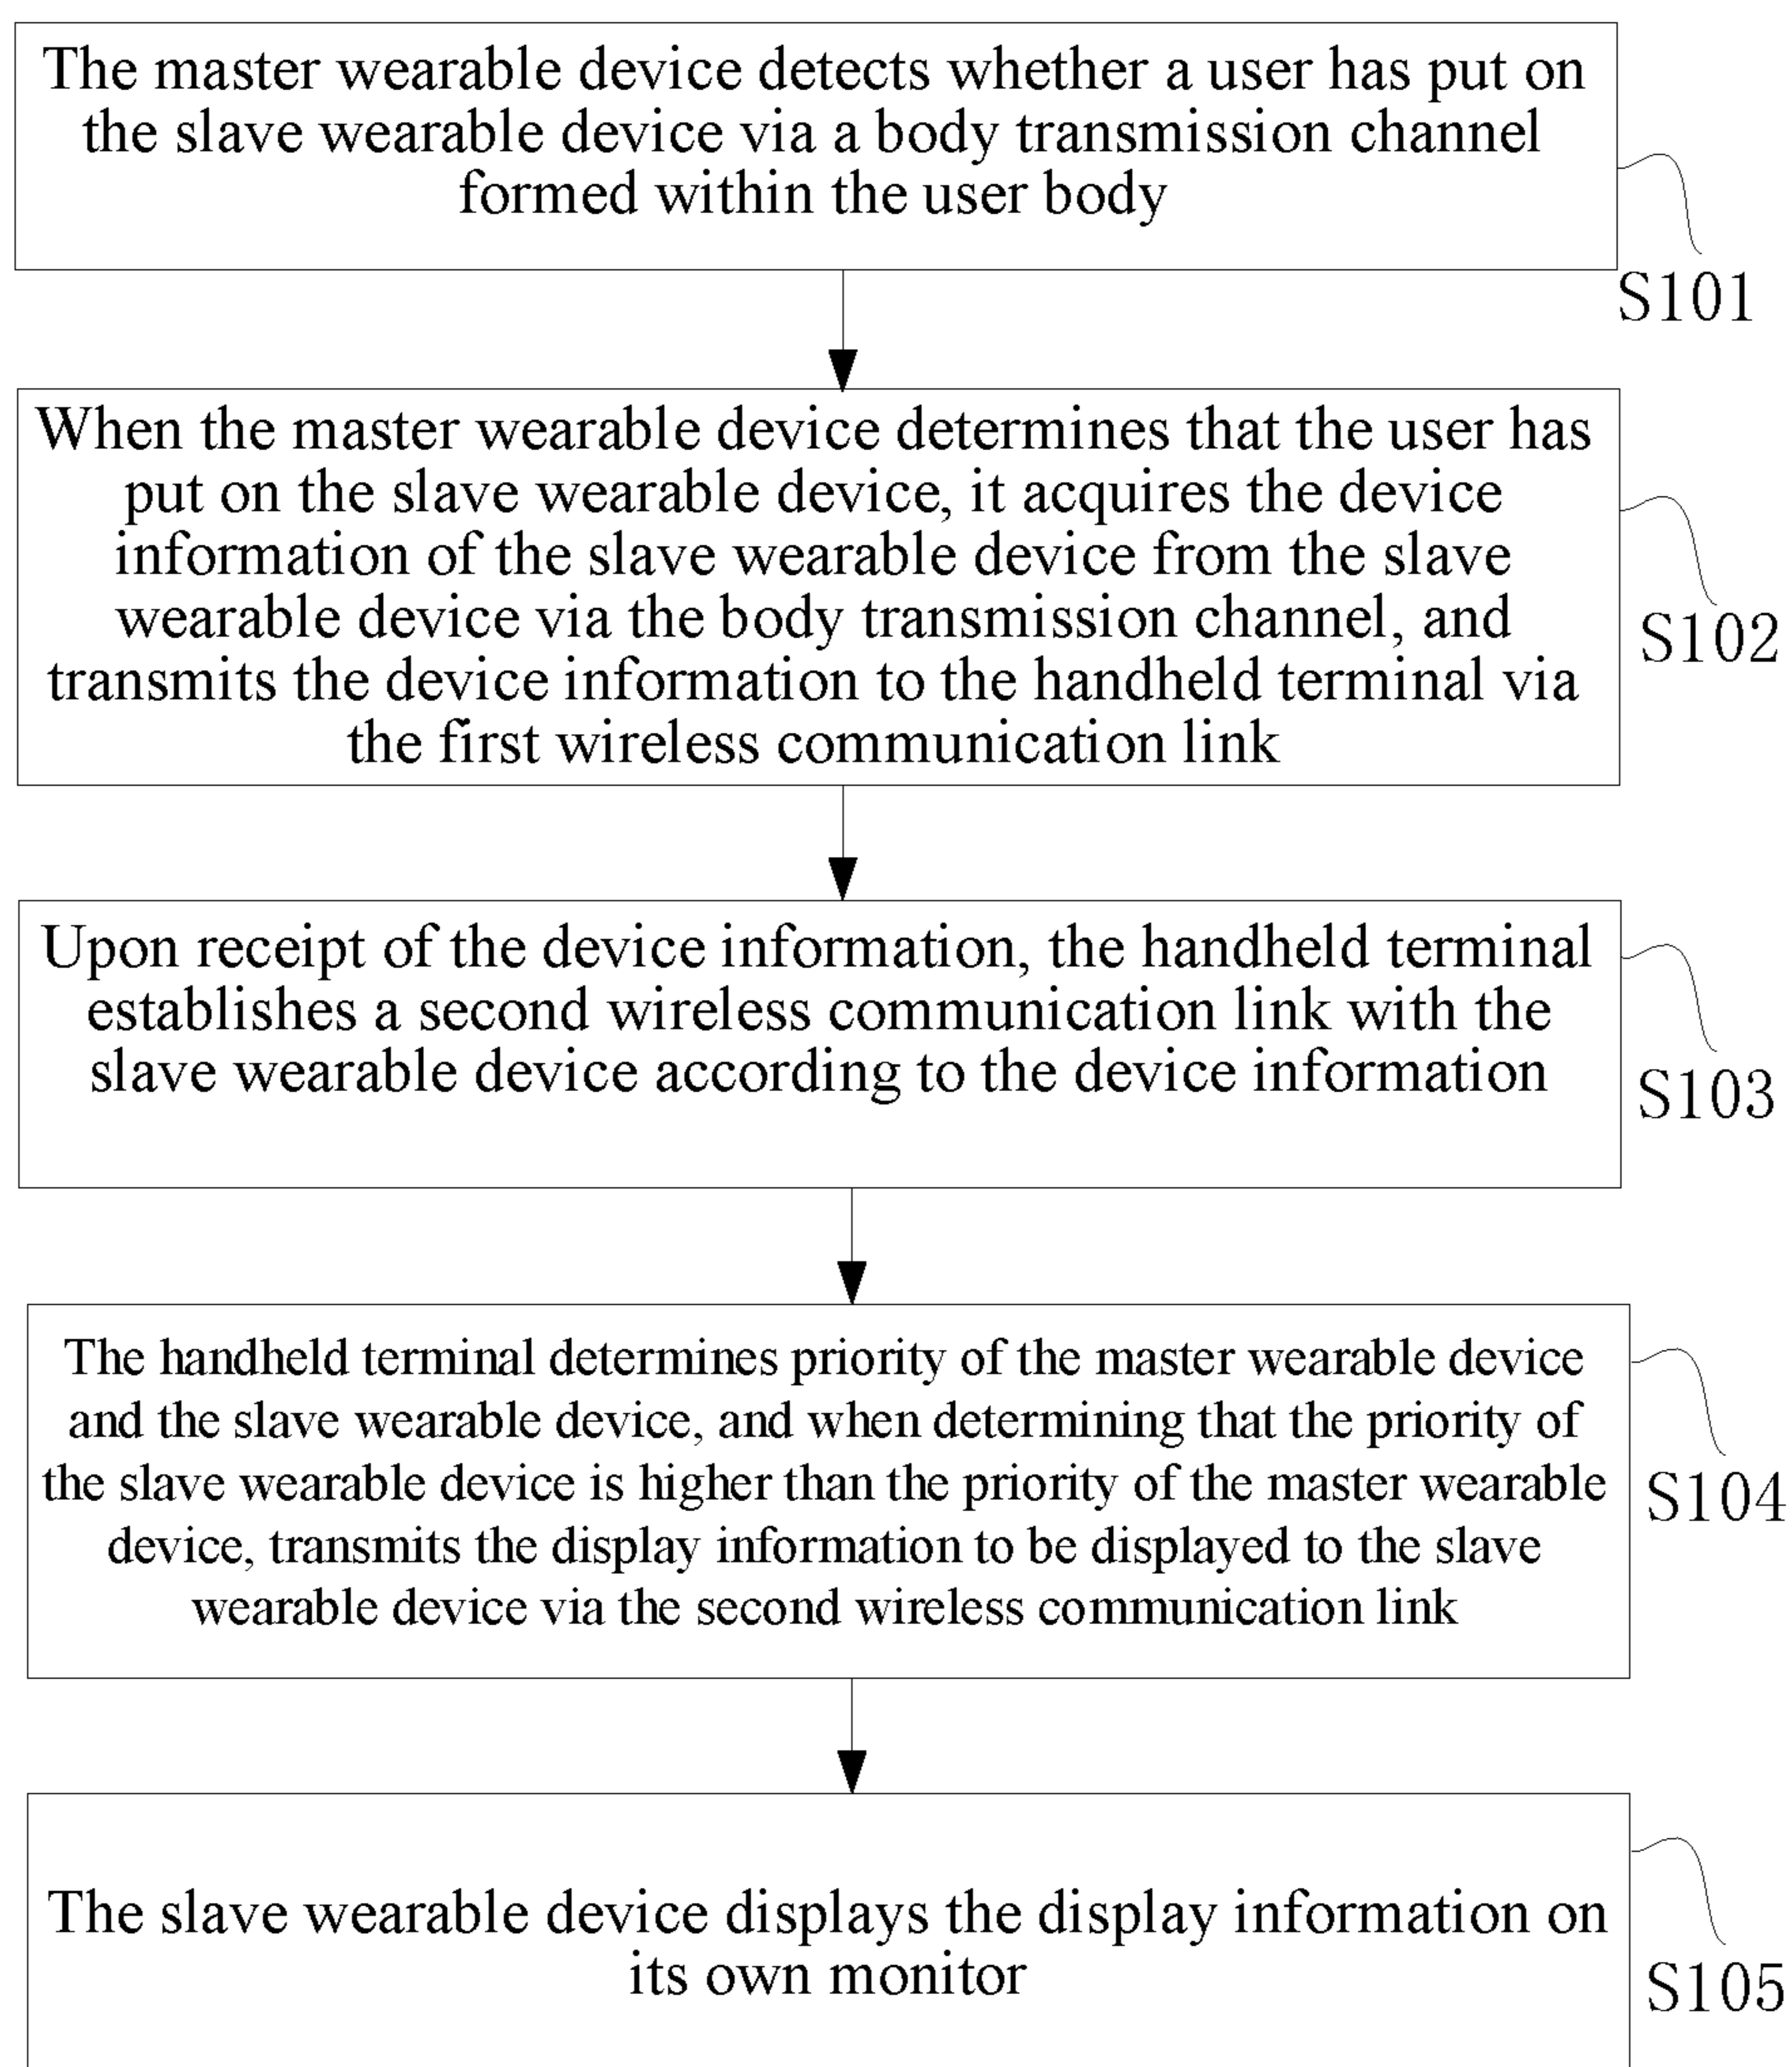 The master wearable device detects whether a user has put on
the slave wearable device via a body transmission channel
formed within the user body
S101
When the master wearable device determines that the user has
put on the slave wearable device, it acquires the device
information of the slave wearable device from the slave
wearable device via the body transmission channel, and
transmits the device information to the handheld terminal via
the first wireless communication link
S102
Upon receipt of the device information, the handheld terminal
establishes a second wireless communication link with the
slave wearable device according to the device information
S103
The handheld terminal determines priority of the master wearable device
and the slave wearable device, and when determining that the priority of
the slave wearable device is higher than the priority of the master wearable
device, transmits the display information to be displayed to the slave
wearable device via the second wireless communication link
S104
The slave wearable device displays the display information on
its own monitor
S105